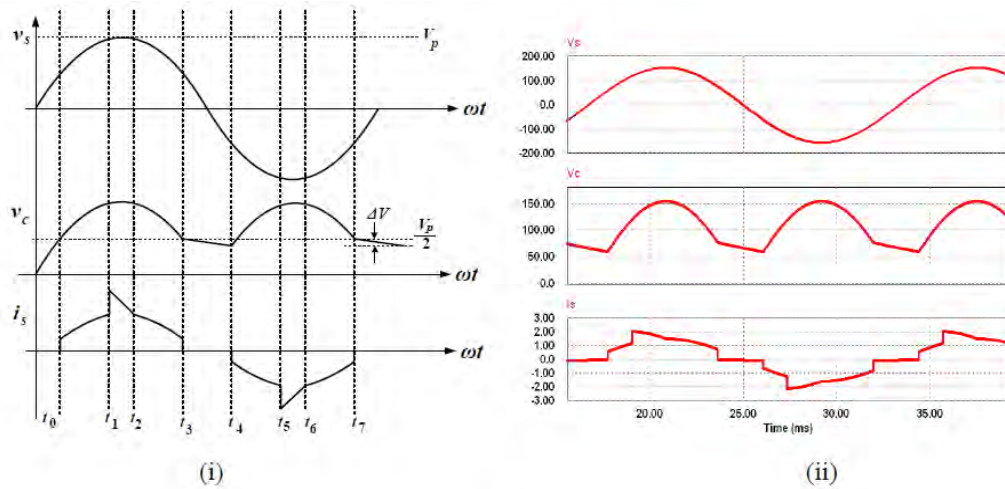 v_s
V_p
ωt
v_c
ΔV
V_p/2
ωt
i_s
ωt
t_0 t_1 t_2 t_3 t_4 t_5 t_6 t_7
(i)
Vs
200.00
100.00
0.0
-100.00
-200.00
Vc
150.00
100.00
50.00
0.0
Is
3.00
2.00
1.00
0.0
-1.00
-2.00
-3.00
20.00 25.00 30.00 35.00
Time (ms)
(ii)